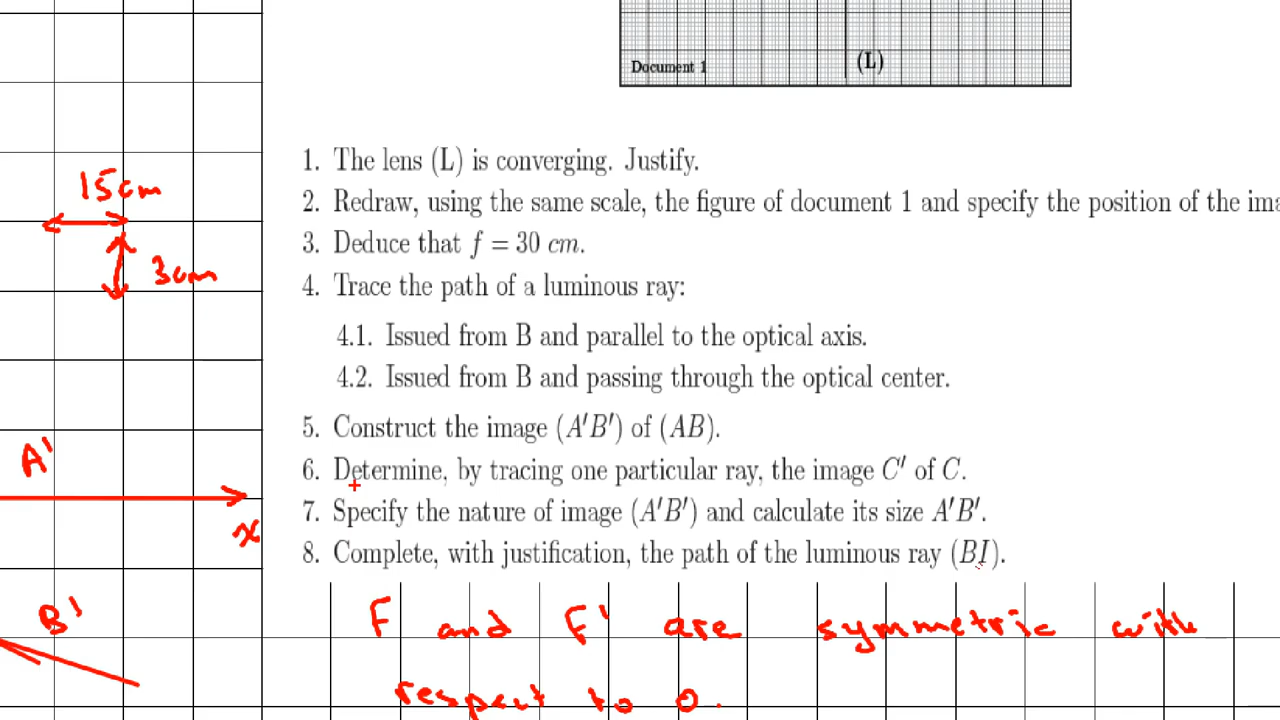 Document 1
(L)
1. The lens (L) is converging. Justify.
15cm
2. Redraw, using the same scale, the figure of document 1 and specify the position of the ima
3cm
3. Deduce that f = 30 cm.
4. Trace the path of a luminous ray:
4.1. Issued from B and parallel to the optical axis.
4.2. Issued from B and passing through the optical center.
A'
5. Construct the image (A'B') of (AB).
6. Determine, by tracing one particular ray, the image C' of C.
x
7. Specify the nature of image (A'B') and calculate its size A'B'.
8. Complete, with justification, the path of the luminous ray (BI).
B'
F and F' are symmetric with
respect to O.